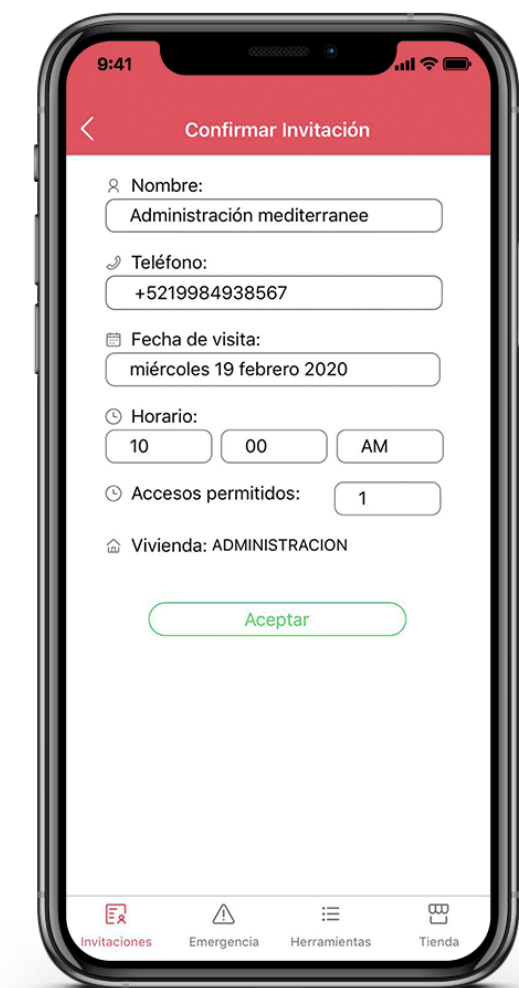 9:41
Confirmar Invitación
Nombre:
Administración mediterranee
Teléfono:
+5219984938567
Fecha de visita:
miércoles 19 febrero 2020
Horario:
10 00 AM
Accesos permitidos: 1
Vivienda: ADMINISTRACION
Aceptar
Invitaciones Emergencia Herramientas Tienda